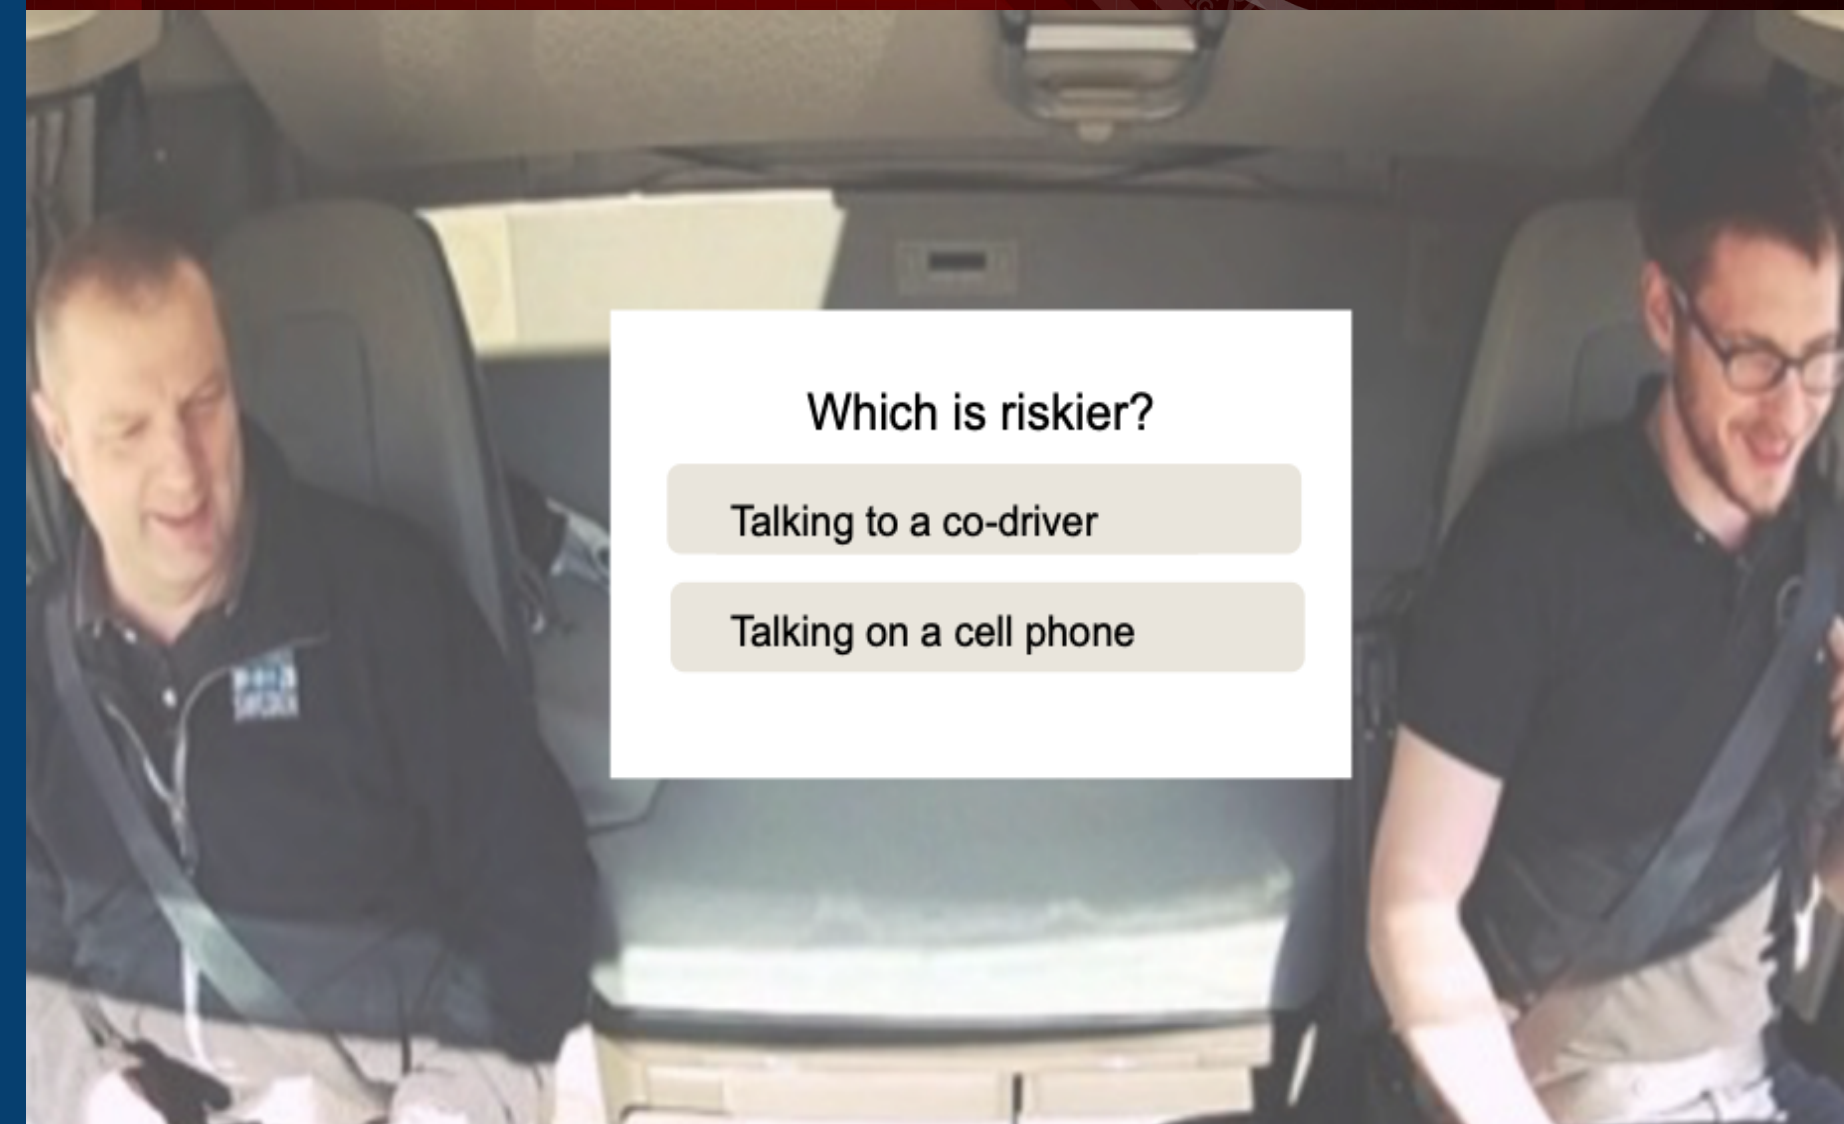 Which is riskier?
Talking to a co-driver
Talking on a cell phone